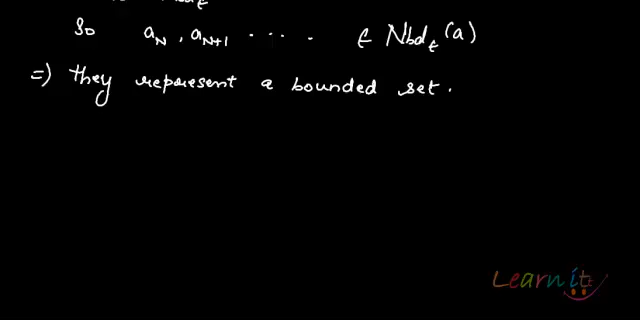 So a_N, a_{N+1} ..... ∈ Nbd_ε(a)
=) they represent a bounded set.
Learnit